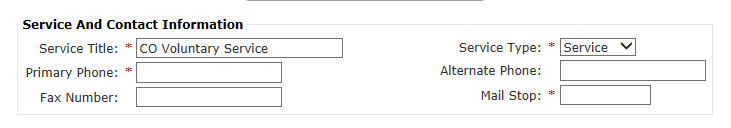 Service And Contact Information
Service Title: * CO Voluntary Service Service Type: * Service
Primary Phone: * Alternate Phone:
Fax Number: Mail Stop: *